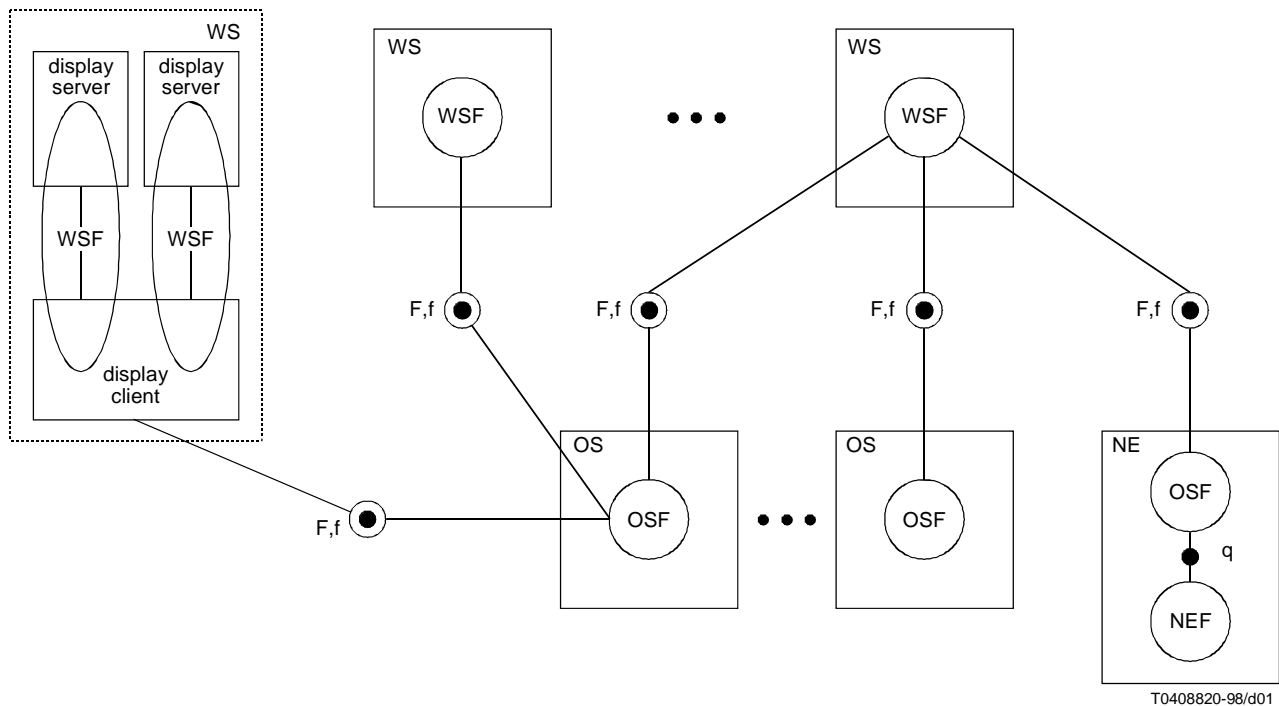 WS
display
server
display
server
WSF
WSF
display
client
WS
WSF
WS
WSF
F,f
F,f
F,f
F,f
F,f
OS
OSF
OS
OSF
NE
OSF
q
NEF
T0408820-98/d01